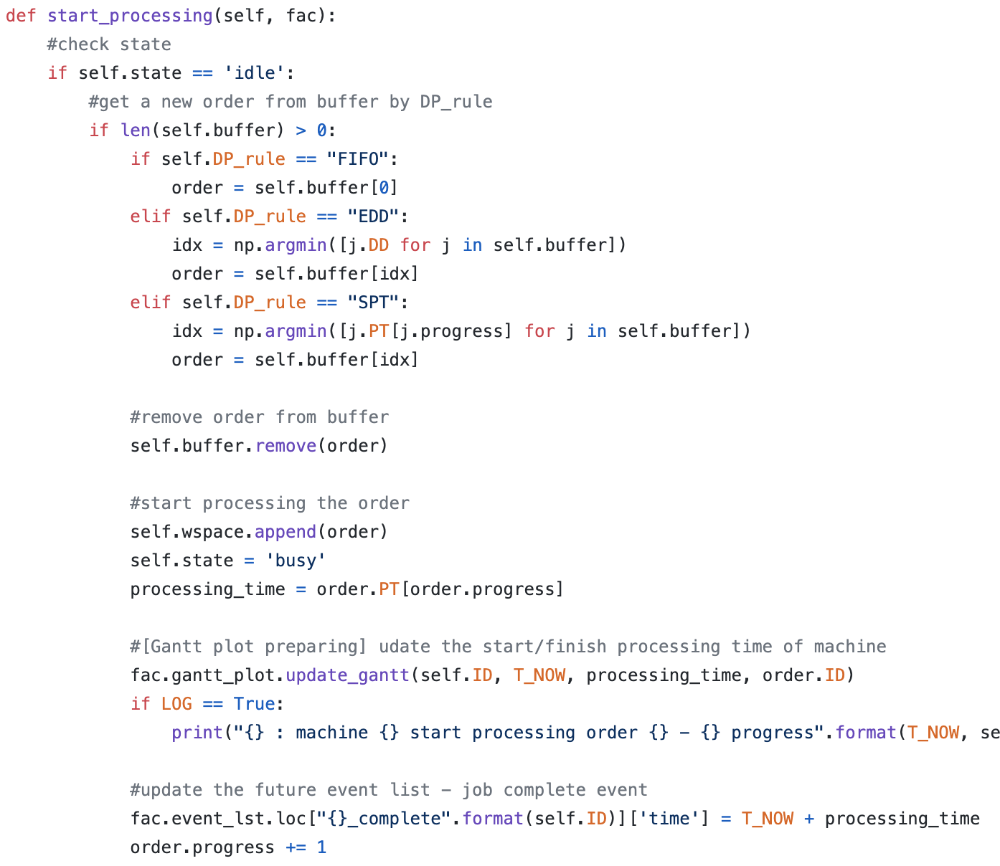 def start_processing(self, fac):
    #check state
    if self.state == 'idle':
        #get a new order from buffer by DP_rule
        if len(self.buffer) > 0:
            if self.DP_rule == "FIFO":
                order = self.buffer[0]
            elif self.DP_rule == "EDD":
                idx = np.argmin([j.DD for j in self.buffer])
                order = self.buffer[idx]
            elif self.DP_rule == "SPT":
                idx = np.argmin([j.PT[j.progress] for j in self.buffer])
                order = self.buffer[idx]

            #remove order from buffer
            self.buffer.remove(order)

            #start processing the order
            self.wspace.append(order)
            self.state = 'busy'
            processing_time = order.PT[order.progress]

            #[Gantt plot preparing] udate the start/finish processing time of machine
            fac.gantt_plot.update_gantt(self.ID, T_NOW, processing_time, order.ID)
            if LOG == True:
                print("{} : machine {} start processing order {} - {} progress".format(T_NOW, se

            #update the future event list - job complete event
            fac.event_lst.loc["{}_complete".format(self.ID)]['time'] = T_NOW + processing_time
            order.progress += 1